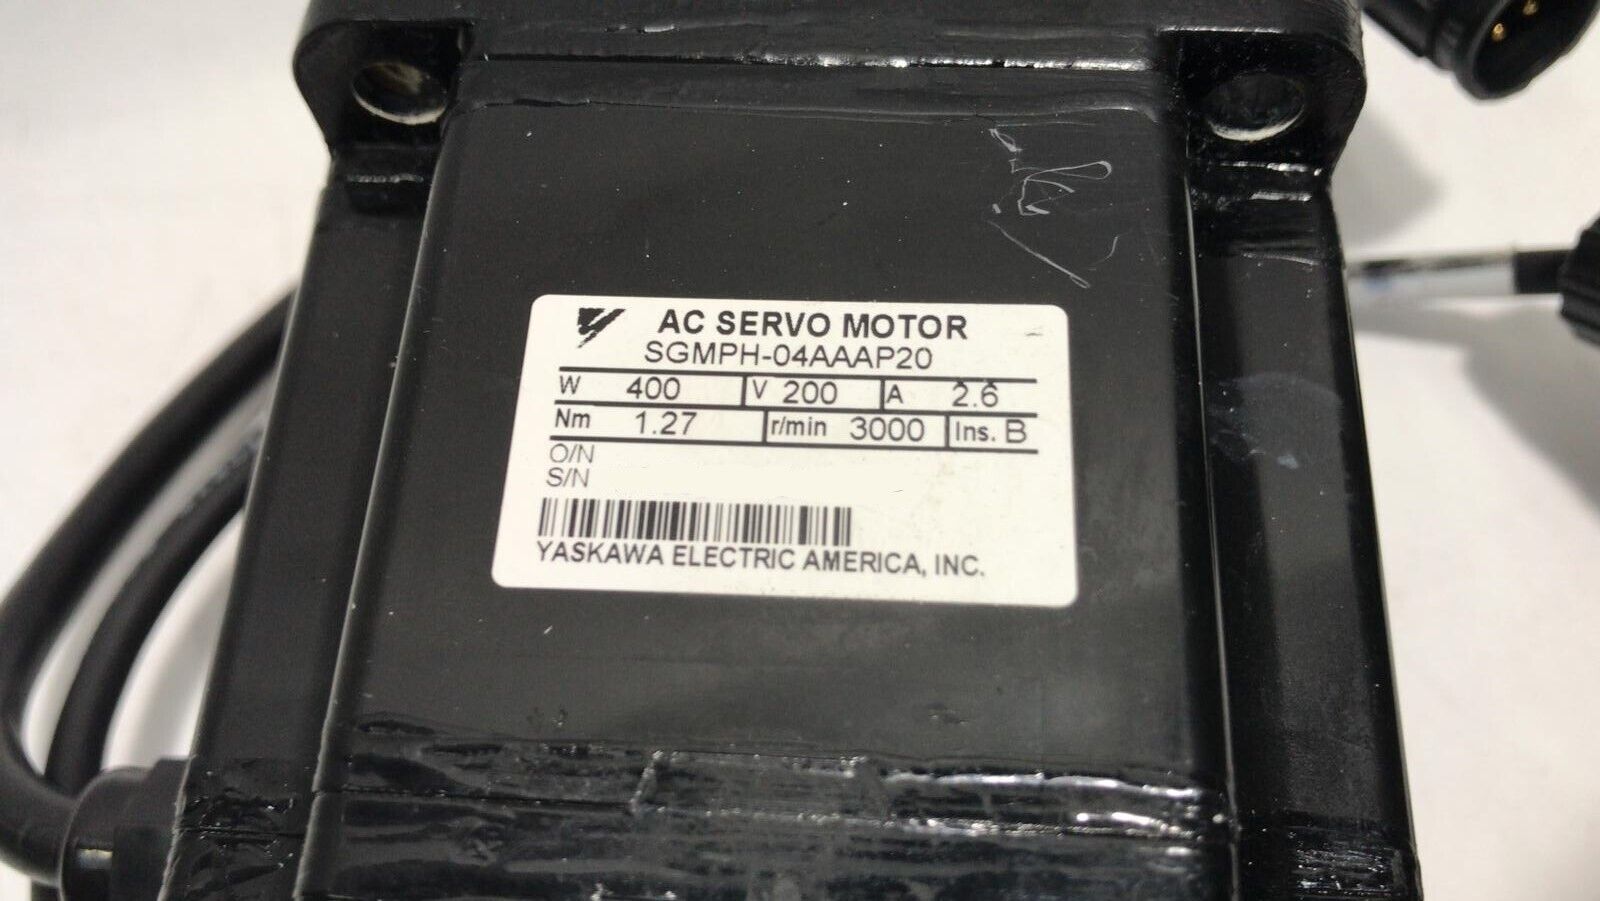 AC SERVO MOTOR
SGMPH-04AAAP20
W 400 V 200 A 2.6
Nm 1.27 r/min 3000 Ins. B
O/N
S/N
YASKAWA ELECTRIC AMERICA, INC.